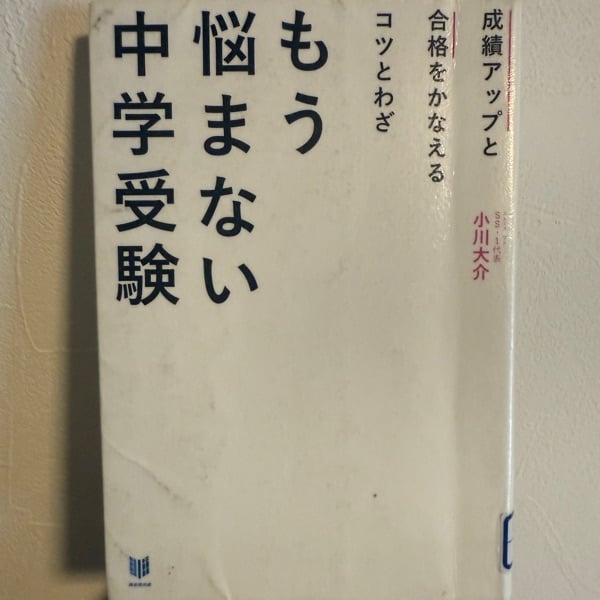 成績アップと
合格をかなえる
コツとわざ
もう
悩まない
中学受験
SS-1代表
小川大介